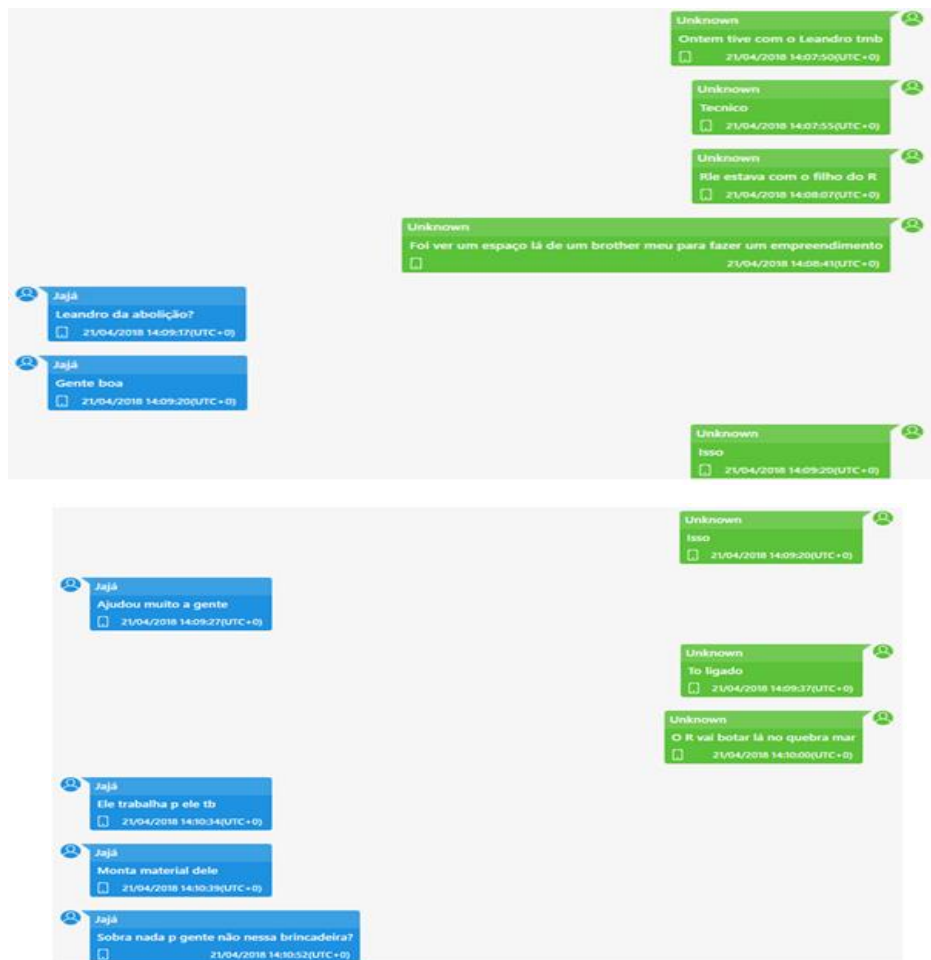 Unknown
Ontem tive com o Leandro tmb
21/04/2018 14:07:50(UTC+0)
Unknown
Tecnico
21/04/2018 14:07:55(UTC+0)
Unknown
Rle estava com o filho do R
21/04/2018 14:08:07(UTC+0)
Unknown
Foi ver um espaço lá de um brother meu para fazer um empreendimento
21/04/2018 14:08:41(UTC+0)
Jajá
Leandro da abolição?
21/04/2018 14:09:17(UTC+0)
Jajá
Gente boa
21/04/2018 14:09:20(UTC+0)
Unknown
Isso
21/04/2018 14:09:20(UTC+0)
Unknown
Isso
21/04/2018 14:09:20(UTC+0)
Jajá
Ajudou muito a gente
21/04/2018 14:09:27(UTC+0)
Unknown
To ligado
21/04/2018 14:09:37(UTC+0)
Unknown
O R vai botar lá no quebra mar
21/04/2018 14:10:00(UTC+0)
Jajá
Ele trabalha p ele tb
21/04/2018 14:10:34(UTC+0)
Jajá
Monta material dele
21/04/2018 14:10:39(UTC+0)
Jajá
Sobra nada p gente não nessa brincadeira?
21/04/2018 14:10:52(UTC+0)